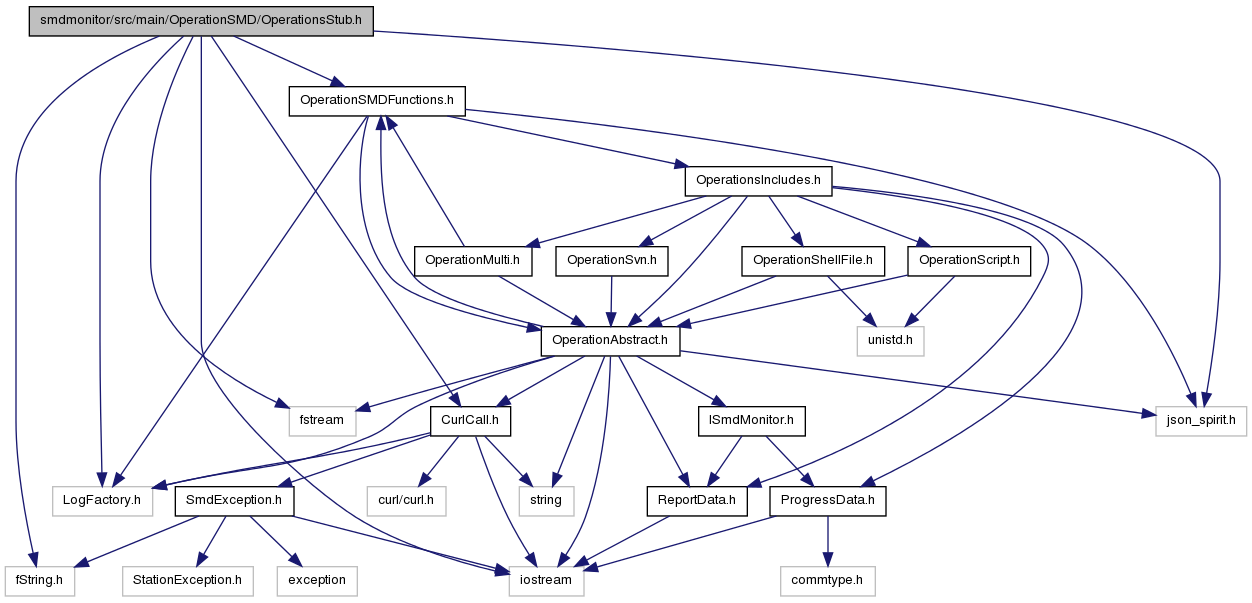 smdmonitor/src/main/OperationSMD/OperationsStub.h
OperationSMDFunctions.h
OperationsIncludes.h
OperationMulti.h
OperationSvn.h
OperationShellFile.h
OperationScript.h
OperationAbstract.h
unistd.h
fstream
CurlCall.h
ISmdMonitor.h
json_spirit.h
LogFactory.h
SmdException.h
curl/curl.h
string
ReportData.h
ProgressData.h
fString.h
StationException.h
exception
iostream
commtype.h